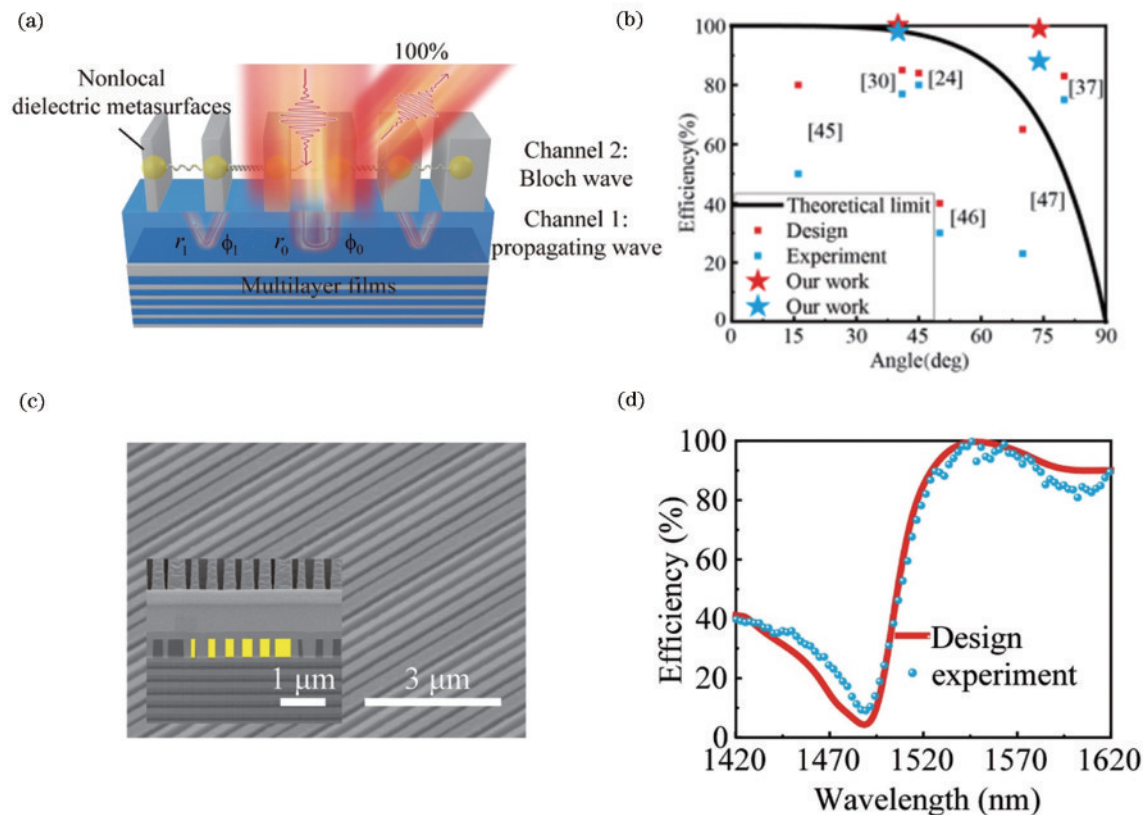 (a)
100%
Nonlocal
dielectric metasurfaces
Channel 2:
Bloch wave
Channel 1:
propagating wave
r₁ ϕ₁ r₀ ϕ₀
Multilayer films
(b)
Efficiency(%)
100
80
60
40
20
0
[30]
[24]
[37]
[45]
[46]
[47]
Theoretical limit
Design
Experiment
Our work
Our work
0 15 30 45 60 75 90
Angle(deg)
(c)
1 μm
3 μm
(d)
Efficiency (%)
100
80
60
40
20
0
Design
experiment
1420 1470 1520 1570 1620
Wavelength (nm)